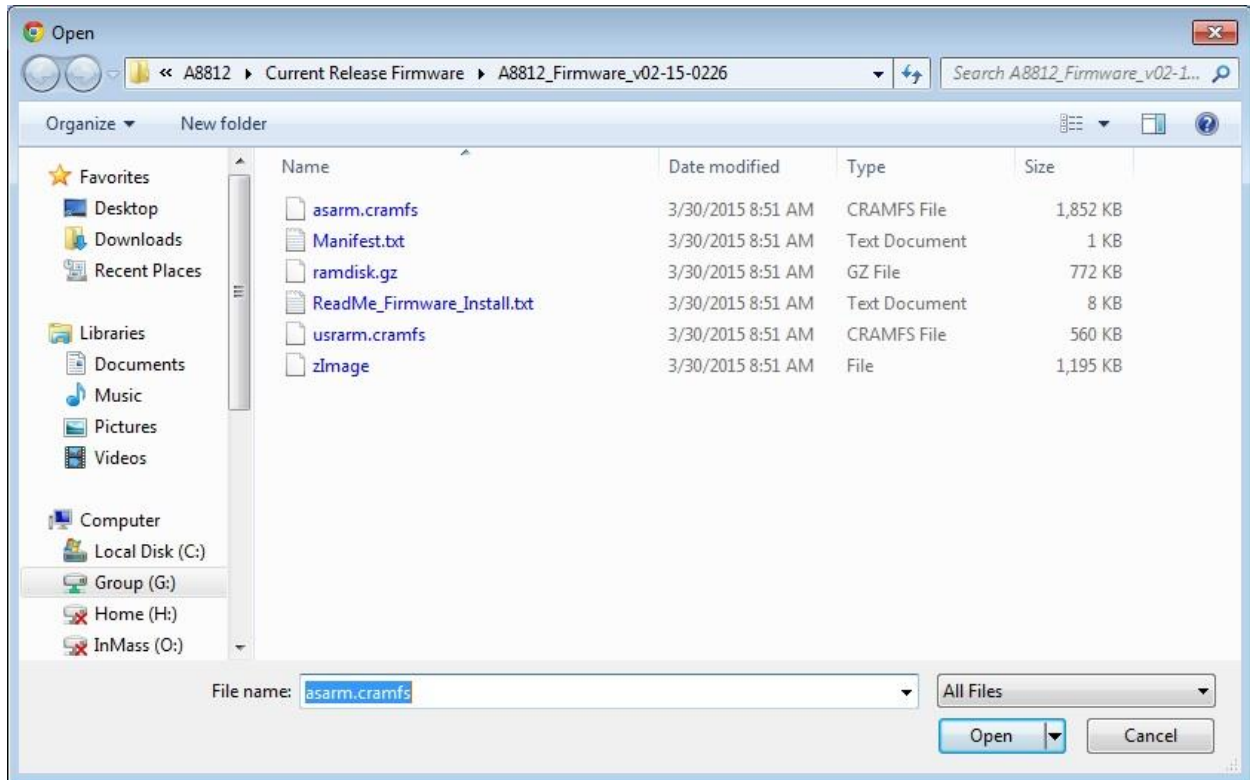 Open
« A8812 ▸ Current Release Firmware ▸ A8812_Firmware_v02-15-0226
Search A8812_Firmware_v02-1...
Organize New folder
Name Date modified Type Size
Favorites
Desktop
Downloads
Recent Places
Libraries
Documents
Music
Pictures
Videos
Computer
Local Disk (C:)
Group (G:)
Home (H:)
InMass (O:)
asarm.cramfs 3/30/2015 8:51 AM CRAMFS File 1,852 KB
Manifest.txt 3/30/2015 8:51 AM Text Document 1 KB
ramdisk.gz 3/30/2015 8:51 AM GZ File 772 KB
ReadMe_Firmware_Install.txt 3/30/2015 8:51 AM Text Document 8 KB
usrarm.cramfs 3/30/2015 8:51 AM CRAMFS File 560 KB
zImage 3/30/2015 8:51 AM File 1,195 KB
File name: asarm.cramfs All Files
Open Cancel